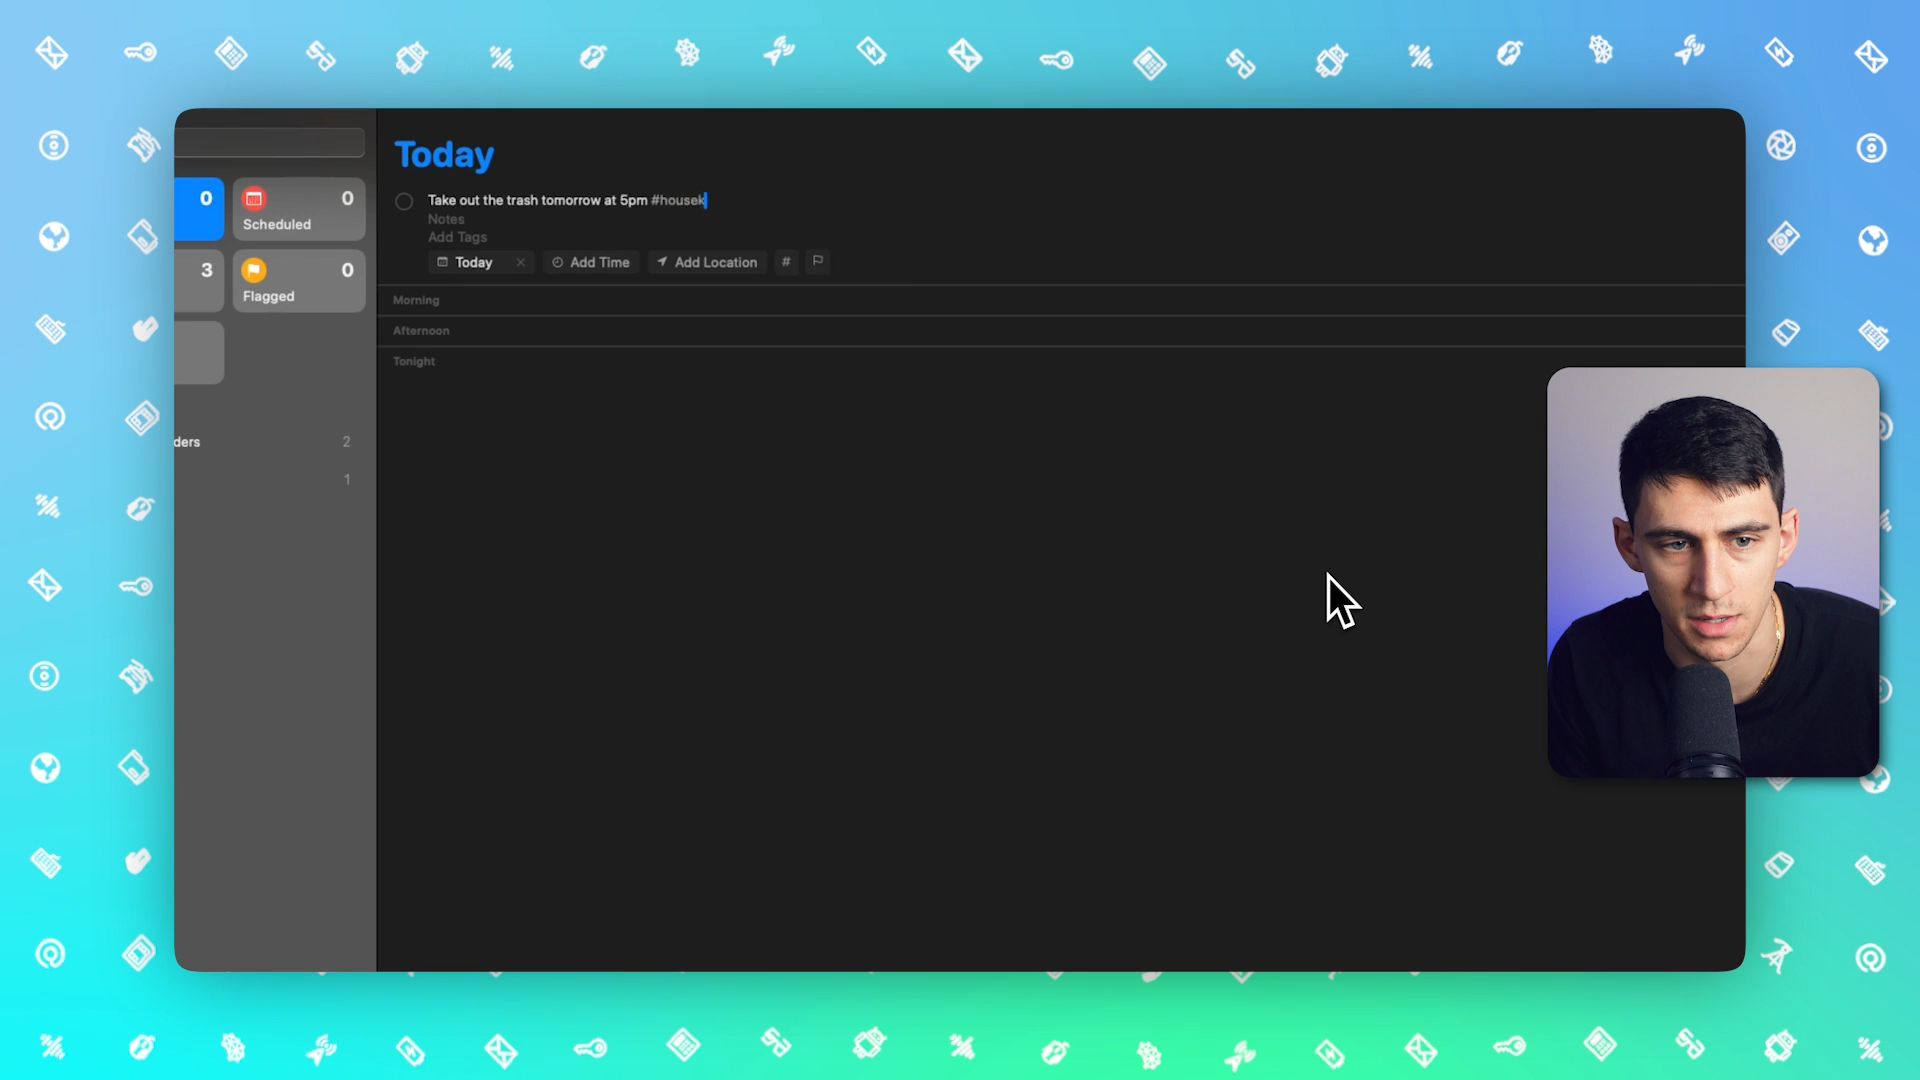 Today
0
0
Scheduled
3
0
Flagged
ders
2
1
Take out the trash tomorrow at 5pm #housek
Notes
Add Tags
Today
Add Time
Add Location
#
Morning
Afternoon
Tonight